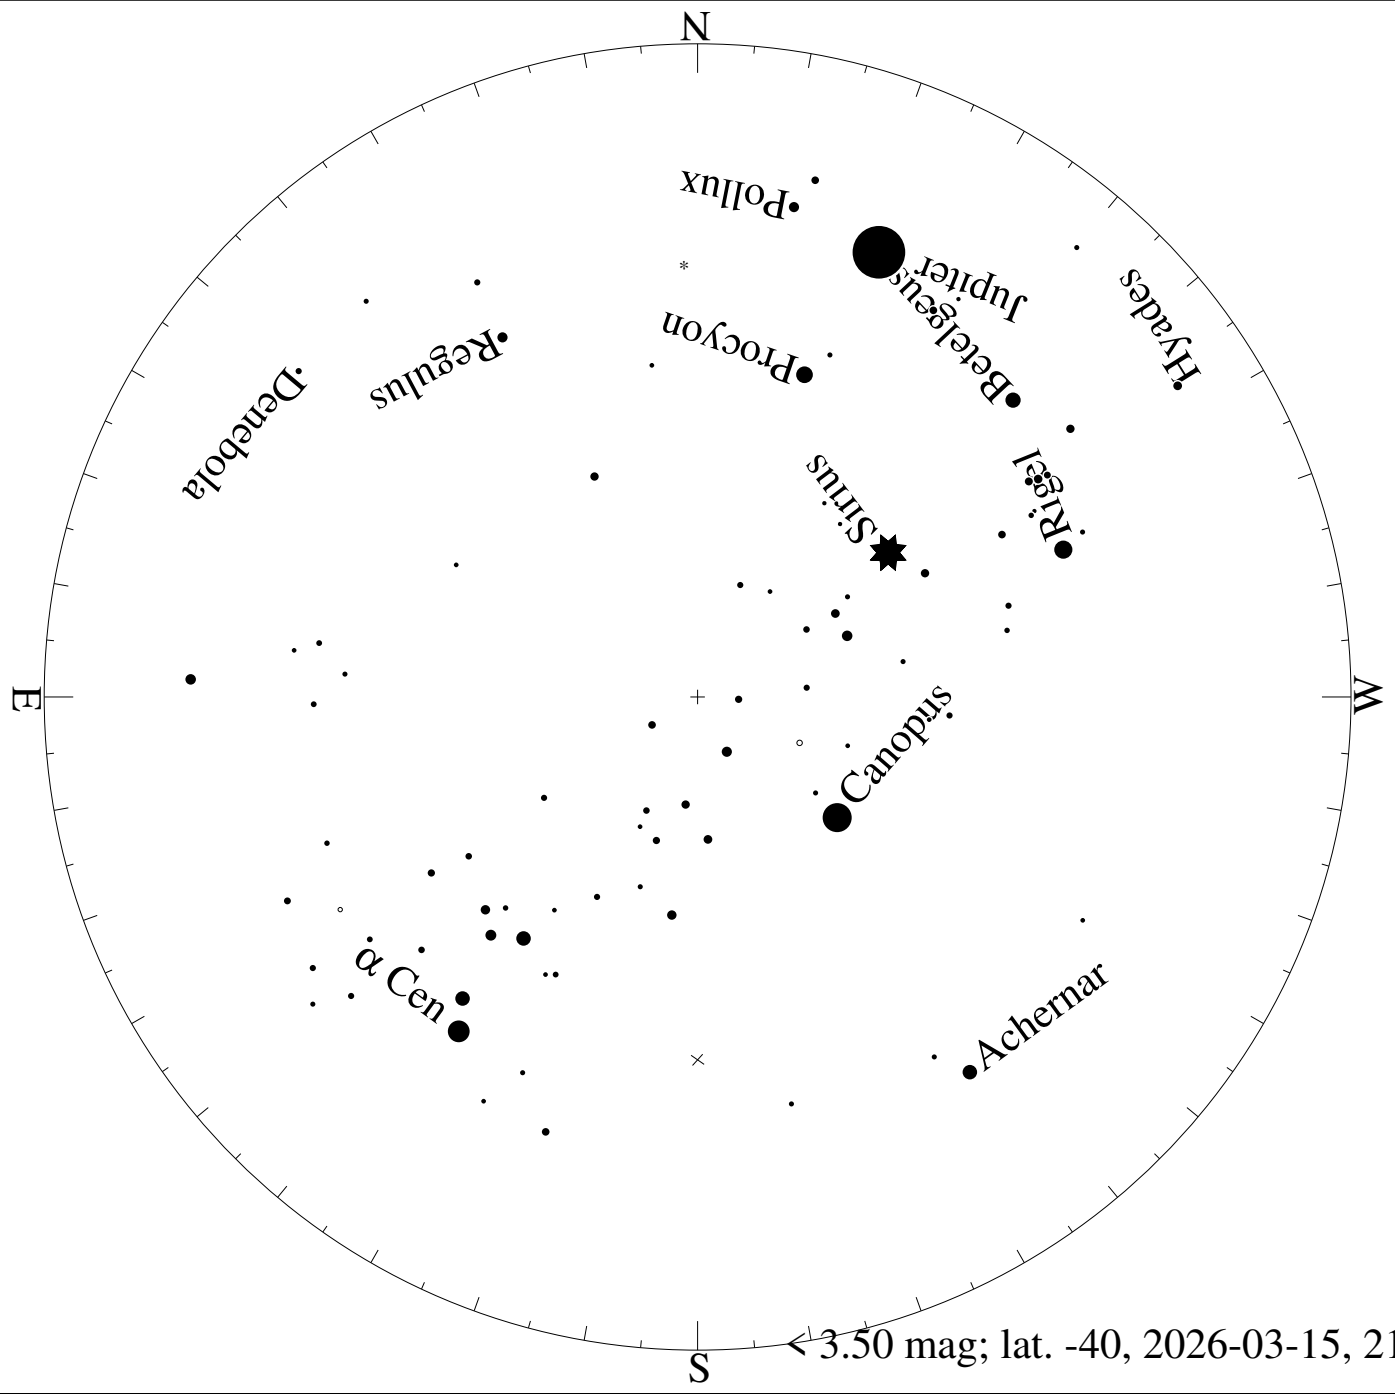 N
Pollux
Jupiter
Hyades
Betelgeuse
Procyon
Regulus
Denebola
Rigel
Sirius
E
W
Canopus
α Cen
Achernar
< 3.50 mag; lat. -40, 2026-03-15, 21
S